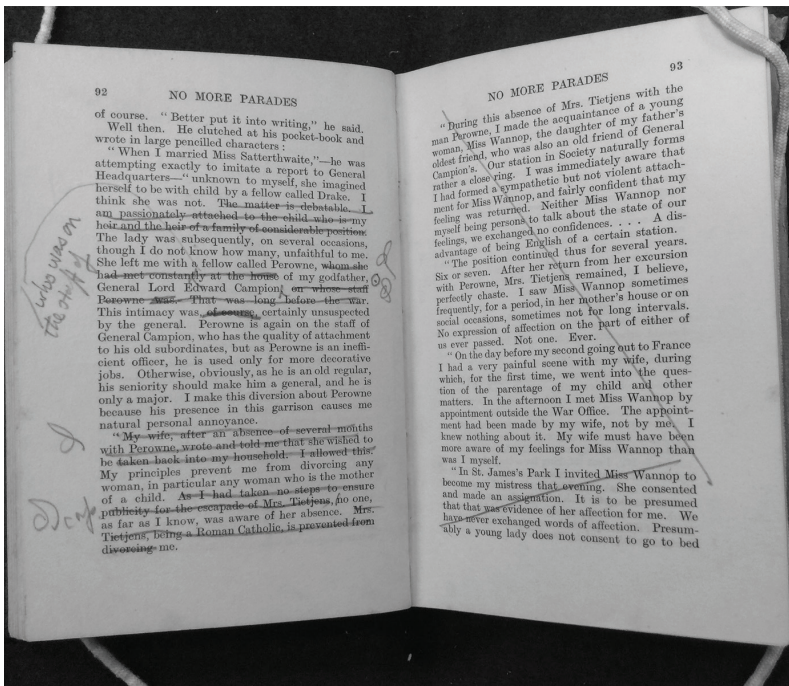 92 NO MORE PARADES
of course. "Better put it into writing," he said.
Well then. He clutched at his pocket-book and
wrote in large pencilled characters :
"When I married Miss Satterthwaite,"—he was
attempting exactly to imitate a report to General
Headquarters—"unknown to myself, she imagined
herself to be with child by a fellow called Drake. I
think she was not. The matter is debatable. I
am passionately attached to the child who is my
heir and the heir of a family of considerable position.
The lady was subsequently, on several occasions,
though I do not know how many, unfaithful to me.
She left me with a fellow called Perowne, whom she
had met constantly at the house of my godfather,
General Lord Edward Campion, on whose staff
Perowne was. That was long before the war.
This intimacy was, of course, certainly unsuspected
by the general. Perowne is again on the staff of
General Campion, who has the quality of attachment
to his old subordinates, but as Perowne is an ineffi-
cient officer, he is used only for more decorative
jobs. Otherwise, obviously, as he is an old regular,
his seniority should make him a general, and he is
only a major. I make this diversion about Perowne
because his presence in this garrison causes me
natural personal annoyance.
"My wife, after an absence of several months
with Perowne, wrote and told me that she wished to
be taken back into my household. I allowed this.
My principles prevent me from divorcing any
woman, in particular any woman who is the mother
of a child. As I had taken no steps to ensure
publicity for the escapade of Mrs. Tietjens, no one,
as far as I know, was aware of her absence. Mrs.
Tietjens, being a Roman Catholic, is prevented from
divorcing me.
who was on
the staff of
NO MORE PARADES 93
"During this absence of Mrs. Tietjens with the
man Perowne, I made the acquaintance of a young
woman, Miss Wannop, the daughter of my father's
oldest friend, who was also an old friend of General
Campion's. Our station in Society naturally forms
rather a close ring. I was immediately aware that
I had formed a sympathetic but not violent attach-
ment for Miss Wannop, and fairly confident that my
feeling was returned. Neither Miss Wannop nor
myself being persons to talk about the state of our
feelings, we exchanged no confidences. . . . . A dis-
advantage of being English of a certain station.
"The position continued thus for several years.
Six or seven. After her return from her excursion
with Perowne, Mrs. Tietjens remained, I believe,
perfectly chaste. I saw Miss Wannop sometimes
frequently, for a period, in her mother's house or on
social occasions, sometimes not for long intervals.
No expression of affection on the part of either of
us ever passed. Not one. Ever.
"On the day before my second going out to France
I had a very painful scene with my wife, during
which, for the first time, we went into the ques-
tion of the parentage of my child and other
matters. In the afternoon I met Miss Wannop by
appointment outside the War Office. The appoint-
ment had been made by my wife, not by me. I
knew nothing about it. My wife must have been
more aware of my feelings for Miss Wannop than
was I myself.
"In St. James's Park I invited Miss Wannop to
become my mistress that evening. She consented
and made an assignation. It is to be presumed
that that was evidence of her affection for me. We
have never exchanged words of affection. Presum-
ably a young lady does not consent to go to bed